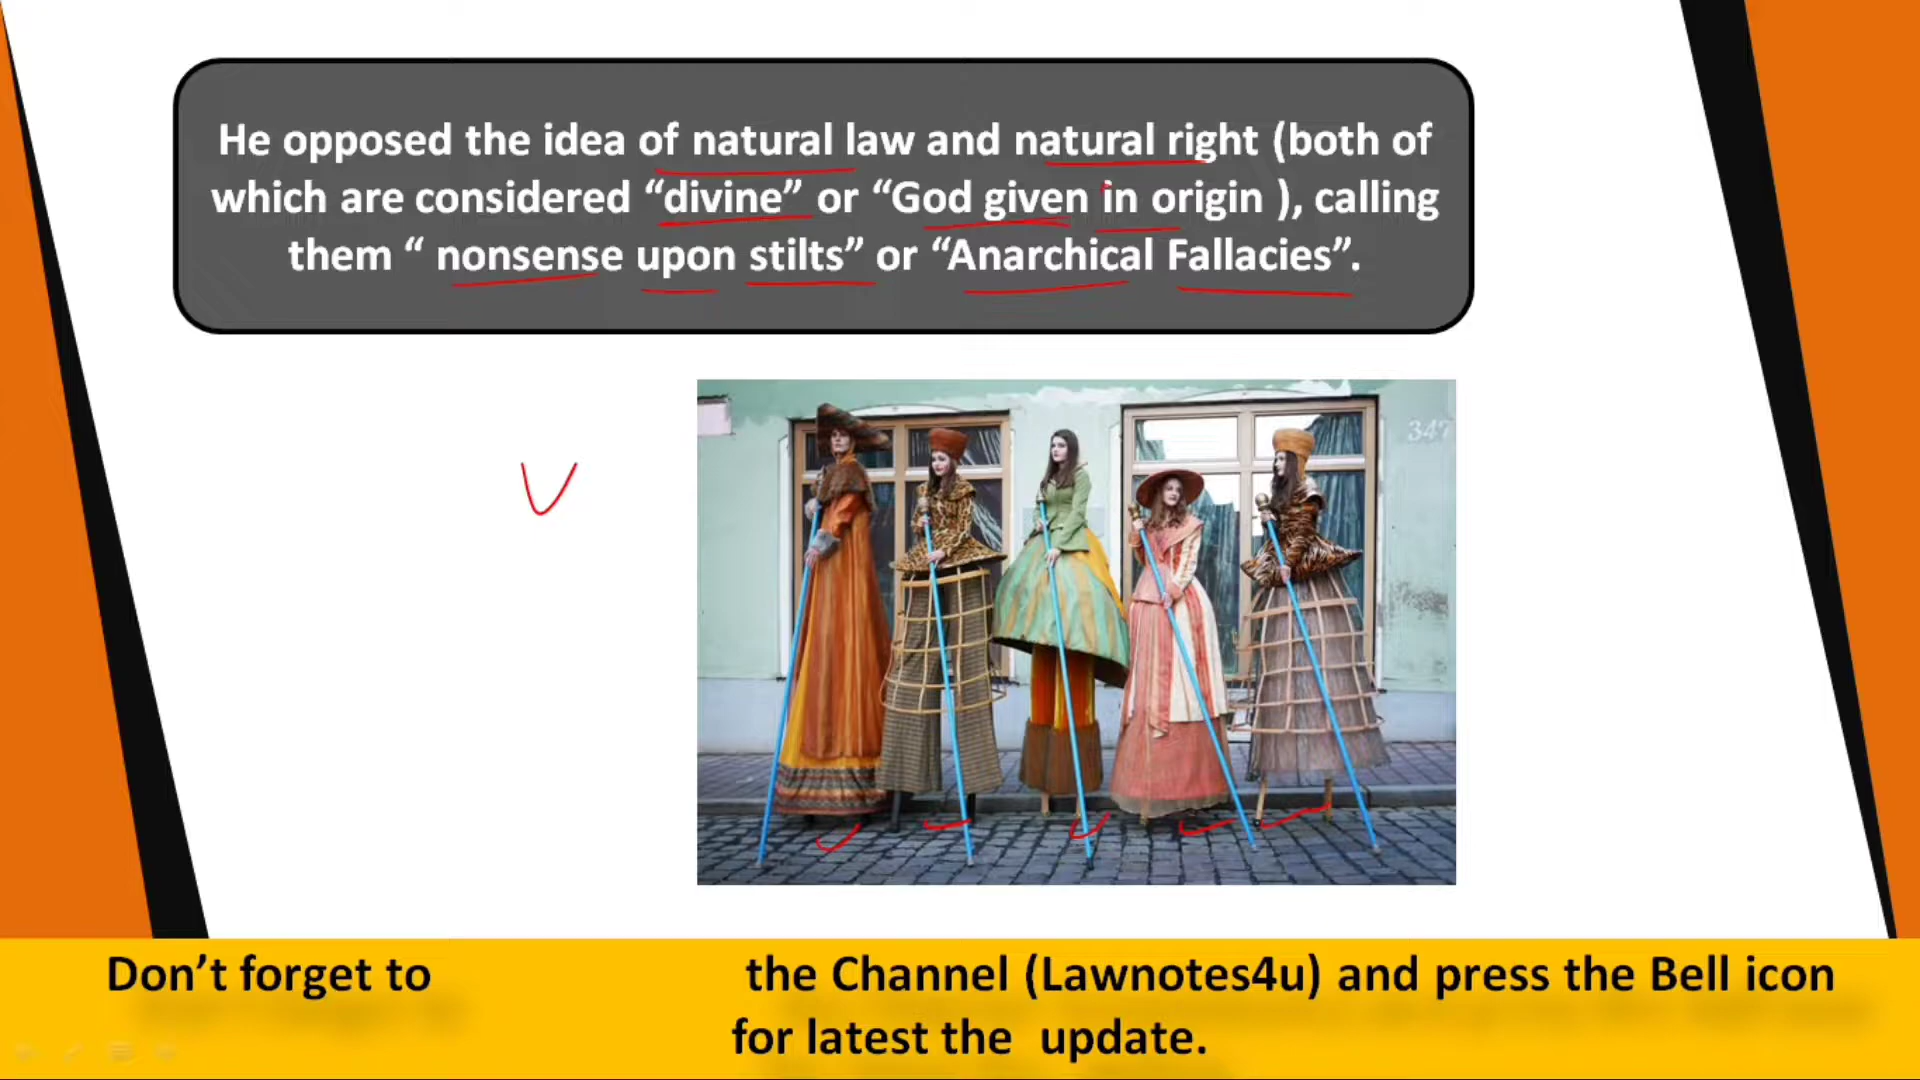 He opposed the idea of natural law and natural right (both of
which are considered “divine” or “God given in origin ), calling
them “ nonsense upon stilts” or “Anarchical Fallacies”.
347
Don’t forget to the Channel (Lawnotes4u) and press the Bell icon
for latest the update.